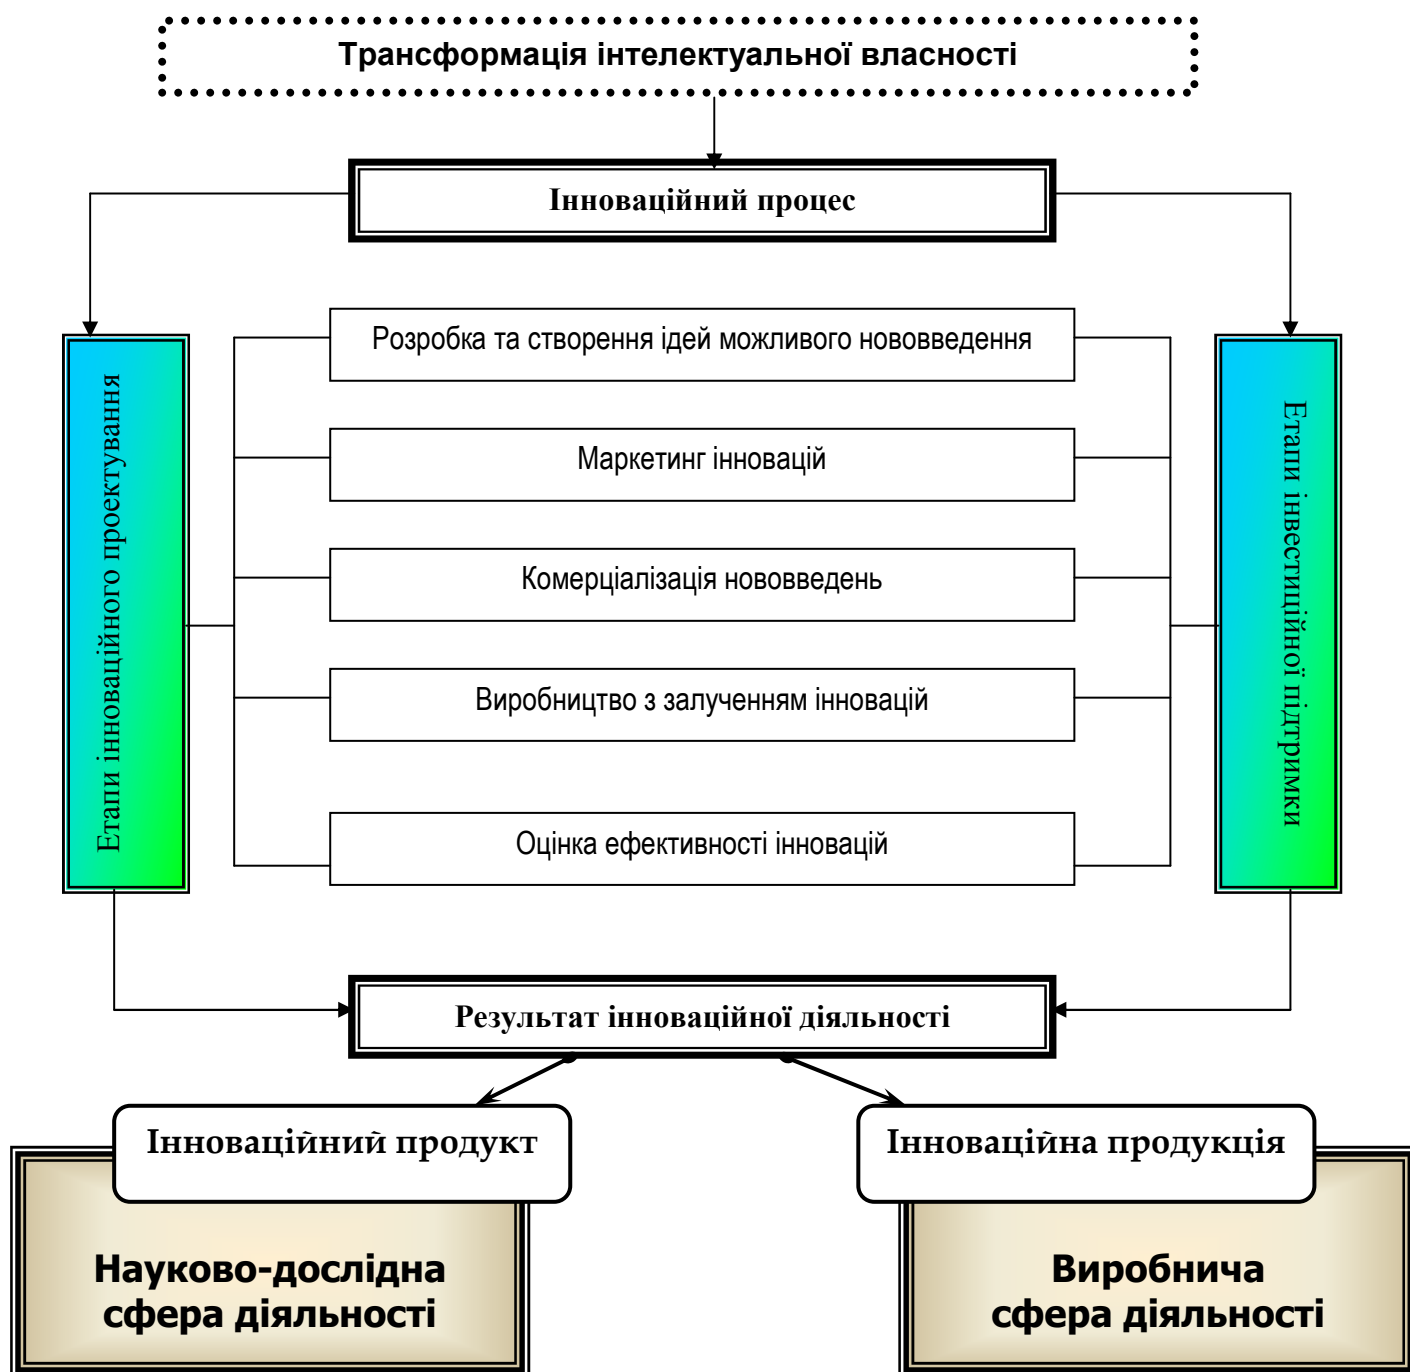 Трансформація інтелектуальної власності
Інноваційний процес
Етапи інноваційного проектування
Розробка та створення ідей можливого нововведення
Маркетинг інновацій
Комерціалізація нововведень
Виробництво з залученням інновацій
Оцінка ефективності інновацій
Етапи інвестиційної підтримки
Результат інноваційної діяльності
Інноваційний продукт
Інноваційна продукція
Науково-дослідна
сфера діяльності
Виробнича
сфера діяльності